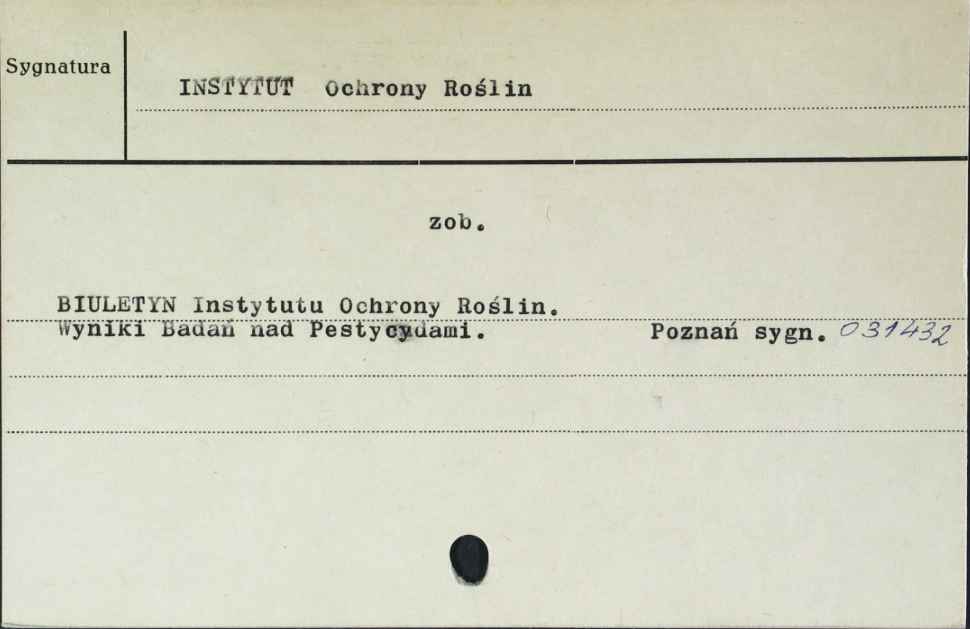 Sygnatura
INSTYTUT Ochrony Roślin
zob.
BIULETYN Instytutu Ochrony Roślin.
Wyniki Badań nad Pestycydami. Poznań sygn. 031432